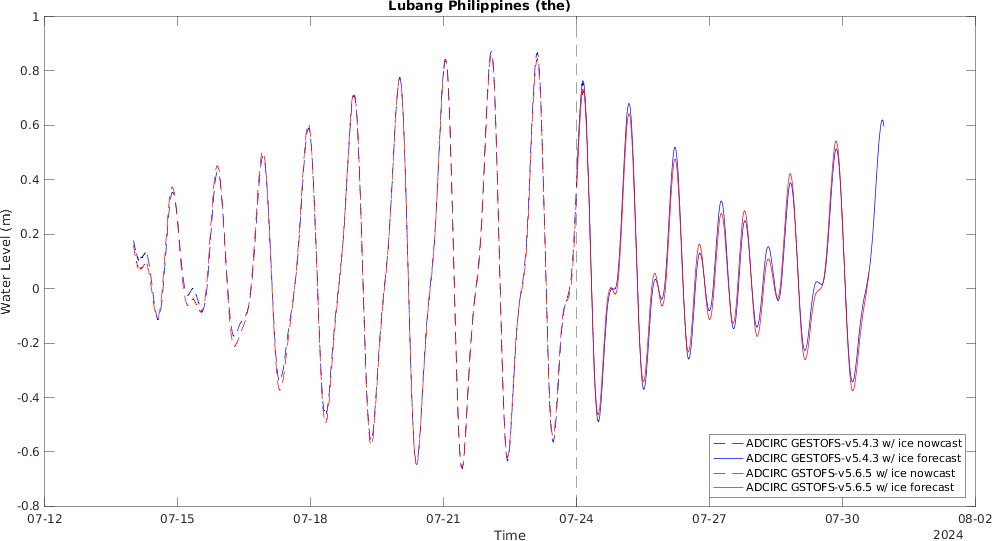 Lubang Philippines (the)
1
0.8
0.6
0.4
0.2
0
-0.2
-0.4
-0.6
-0.8
Water Level (m)
07-12 07-15 07-18 07-21 07-24 07-27 07-30 08-02
Time
2024
ADCIRC GESTOFS-v5.4.3 w/ ice nowcast
ADCIRC GESTOFS-v5.4.3 w/ ice forecast
ADCIRC GSTOFS-v5.6.5 w/ ice nowcast
ADCIRC GSTOFS-v5.6.5 w/ ice forecast